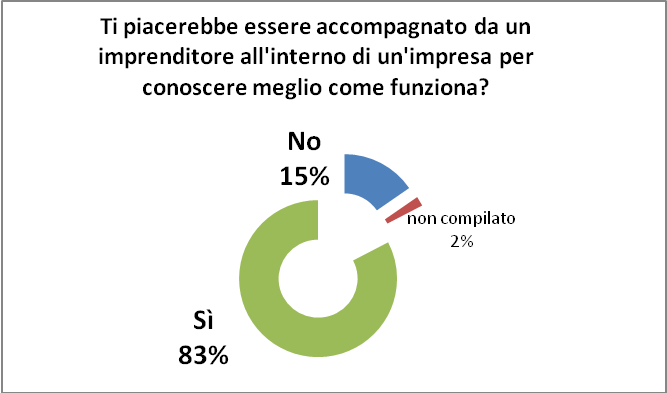 Ti piacerebbe essere accompagnato da un
imprenditore all'interno di un'impresa per
conoscere meglio come funziona?
No
15%
non compilato
2%
Sì
83%